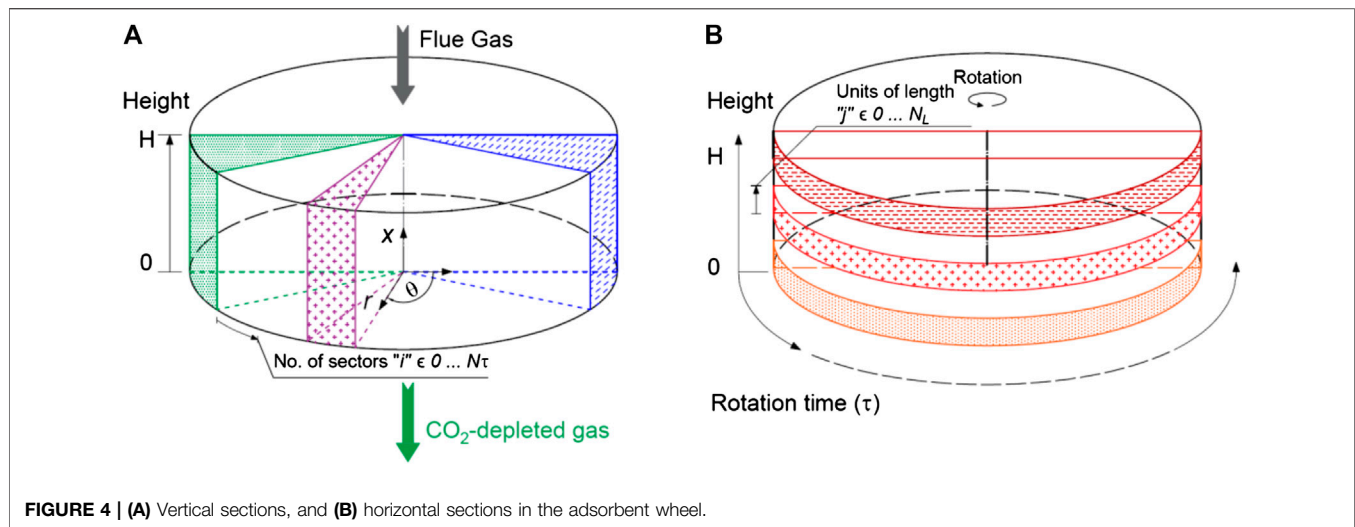 A
Flue Gas
Height
H
0
x
r
θ
No. of sectors "i" ϵ 0 ... Nτ
CO₂-depleted gas
B
Rotation
Units of length
"j" ϵ 0 ... N_L
Height
H
0
Rotation time (τ)
FIGURE 4 | (A) Vertical sections, and (B) horizontal sections in the adsorbent wheel.